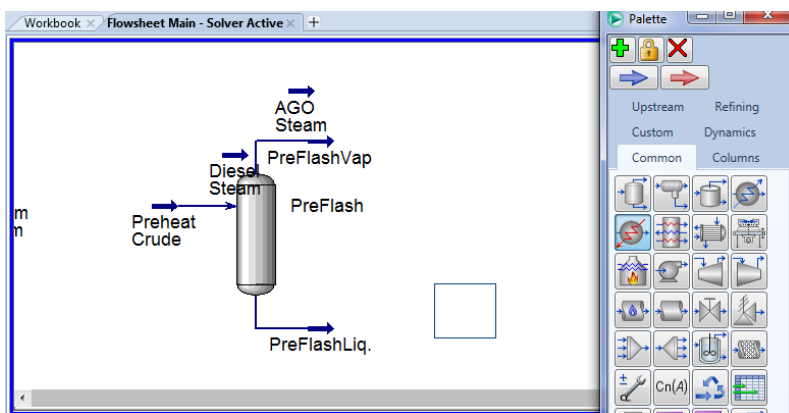 Workbook
Flowsheet Main - Solver Active
Palette
AGO
Steam
PreFlashVap
Diesel
Steam
PreFlash
m
n
Preheat
Crude
PreFlashLiq.
Upstream Refining
Custom Dynamics
Common Columns
Cn(A)